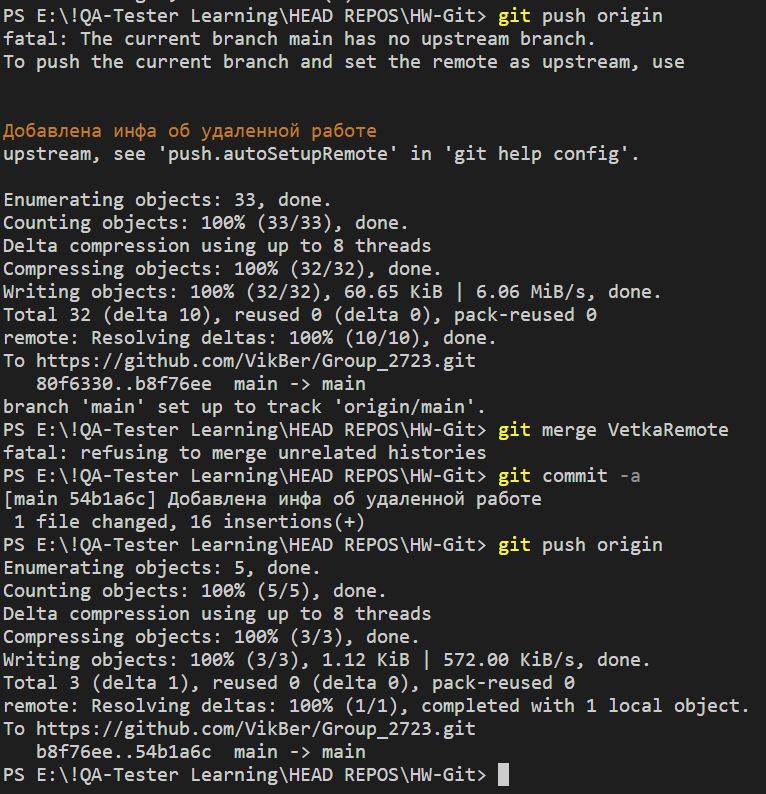 PS E:\!QA-Tester Learning\HEAD REPOS\HW-Git> git push origin
fatal: The current branch main has no upstream branch.
To push the current branch and set the remote as upstream, use
Добавлена инфа об удаленной работе
upstream, see 'push.autoSetupRemote' in 'git help config'.
Enumerating objects: 33, done.
Counting objects: 100% (33/33), done.
Delta compression using up to 8 threads
Compressing objects: 100% (32/32), done.
Writing objects: 100% (32/32), 60.65 KiB | 6.06 MiB/s, done.
Total 32 (delta 10), reused 0 (delta 0), pack-reused 0
remote: Resolving deltas: 100% (10/10), done.
To https://github.com/VikBer/Group_2723.git
80f6330..b8f76ee  main -> main
branch 'main' set up to track 'origin/main'.
PS E:\!QA-Tester Learning\HEAD REPOS\HW-Git> git merge VetkaRemote
fatal: refusing to merge unrelated histories
PS E:\!QA-Tester Learning\HEAD REPOS\HW-Git> git commit -a
[main 54b1a6c] Добавлена инфа об удаленной работе
1 file changed, 16 insertions(+)
PS E:\!QA-Tester Learning\HEAD REPOS\HW-Git> git push origin
Enumerating objects: 5, done.
Counting objects: 100% (5/5), done.
Delta compression using up to 8 threads
Compressing objects: 100% (3/3), done.
Writing objects: 100% (3/3), 1.12 KiB | 572.00 KiB/s, done.
Total 3 (delta 1), reused 0 (delta 0), pack-reused 0
remote: Resolving deltas: 100% (1/1), completed with 1 local object.
To https://github.com/VikBer/Group_2723.git
b8f76ee..54b1a6c  main -> main
PS E:\!QA-Tester Learning\HEAD REPOS\HW-Git>